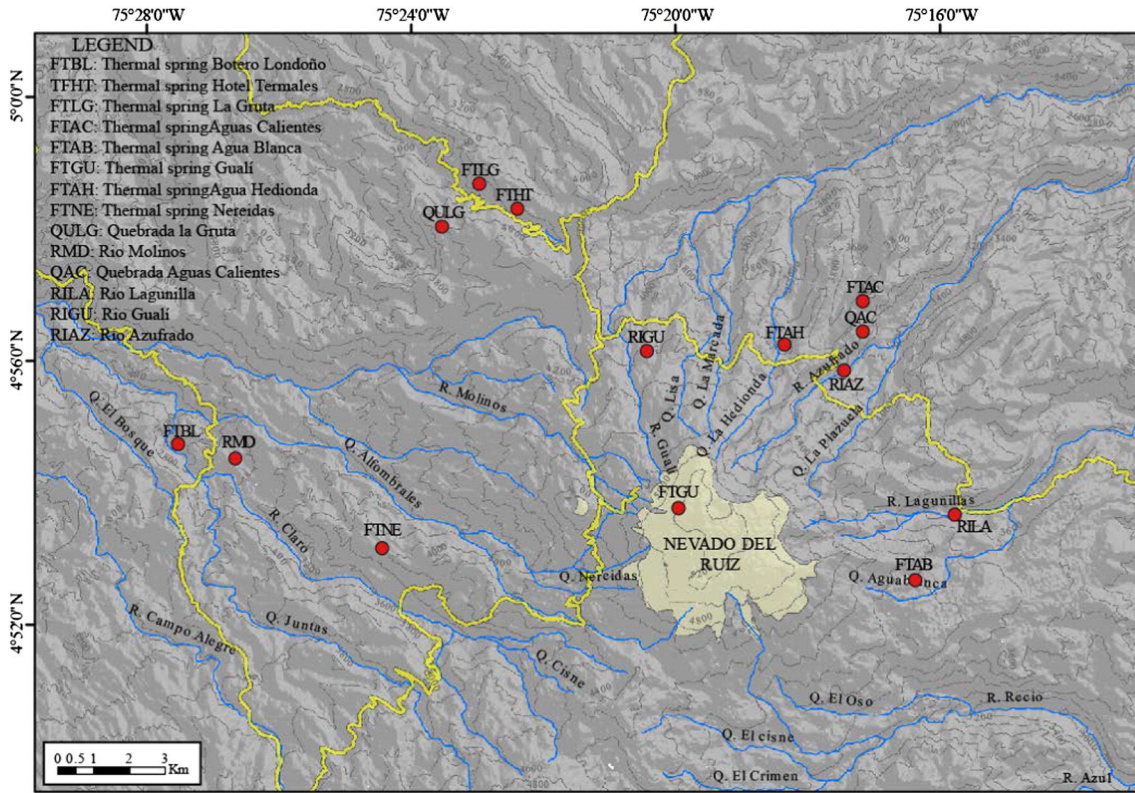 75°28'0 75°24'0 75°20'0 75°16'0
LEGEND
FTBL: Thermal spring Botero Londoño
TFHT: Thermal spring Hotel Termales
FTLG: Thermal spring La Gruta
FTAC: Thermal springAguas Calientes
FTAB: Thermal spring Agua Blanca
FTGU: Thermal spring Gualí
FTAH: Thermal springAgua Hedionda
FTNE: Thermal spring Nereidas
QULG: Quebrada la Gruta
RMD: Rio Molinos
QAC: Quebrada Aguas Calientes
RILA: Rio Lagunilla
RIGU: Rio Gualí
RIAZ: Rio Azufrado
5°0'0"N
4°56'0"N
4°52'0"N
FTLG
FTHT
QULG
FTAC
QAC
RIGU
FTAH
RIAZ
R. Azufrado
Q. La Marcada
Q. Lisa
Q. La Hedionda
R. Molinos
Q. El Bosque
FTBL
RMD
Q. Alfombrales
R. Gualí
Q. La Plazuela
FTGU
R. Lagunillas
RILA
R. Claro
FTNE
NEVADO DEL
RUÍZ
FTAB
Q. Nereidas
Q. Aguablanca
R. Campo Alegre
Q. Juntas
Q. Cisne
Q. El Oso
R. Recio
Q. El cisne
Q. El Crimen
R. Azul
0 0.5 1 2 3
Km